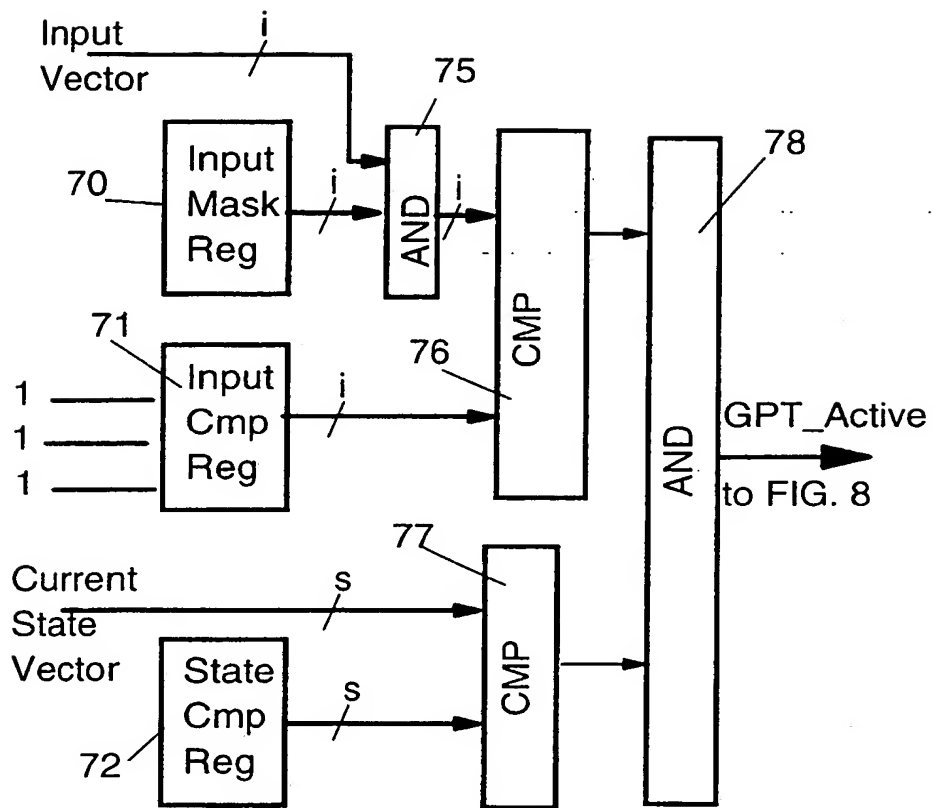 Input
Vector
i
75
78
Input
Mask
Reg
70
i
AND
i
CMP
71
76
Input
Cmp
Reg
i
1
1
1
AND
GPT_Active
to FIG. 8
77
Current
State
Vector
s
CMP
State
Cmp
Reg
s
72